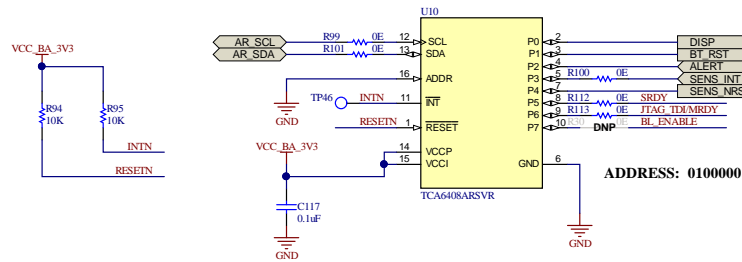 U10
AR_SCL R99 0E 12 SCL P0 2 DISP
AR_SDA R101 0E 13 SDA P1 3 BT_RST
P2 4 ALERT
VCC_BA_3V3
16 ADDR P3 5 R100 0E SENS_INT
P4 7 SENS_NRS
TP46 INTN 11 INT P5 8 R112 0E SRDY
P6 9 R113 0E JTAG_TDI/MRDY
RESETN 1 RESET P7 10 R30 DNP 0E BL_ENABLE
GND
R94 10K
R95 10K
INTN
RESETN
VCC_BA_3V3
14 VCCP
15 VCCI GND 6
ADDRESS: 0100000
C117
0.1uF
TCA6408ARSVR
GND
GND